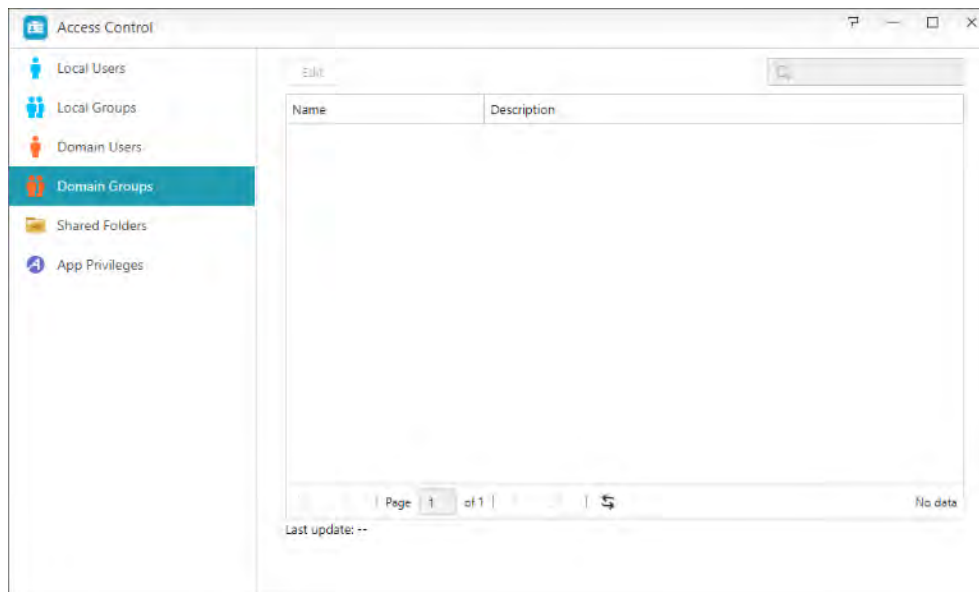 Access Control
Local Users
Local Groups
Domain Users
Domain Groups
Shared Folders
App Privileges
Edit
Name Description
Page 1 of 1
No data
Last update: --